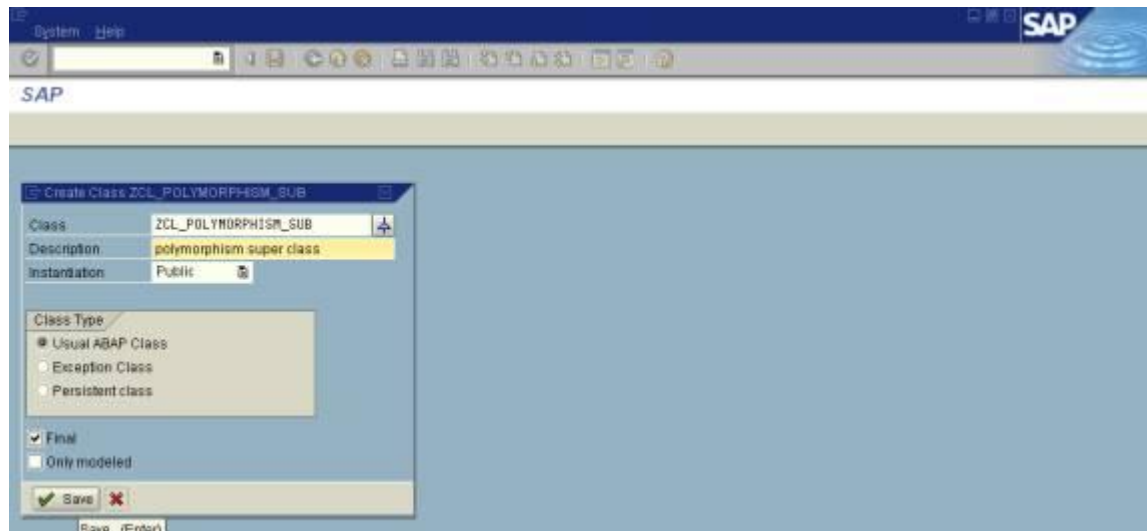 System Help
SAP
SAP
Create Class ZCL_POLYMORPHISM_SUB
Class ZCL_POLYMORPHISM_SUB
Description polymorphism super class
Instantiation Public
Class Type
Usual ABAP Class
Exception Class
Persistent class
Final
Only modeled
Save
Save (Enter)